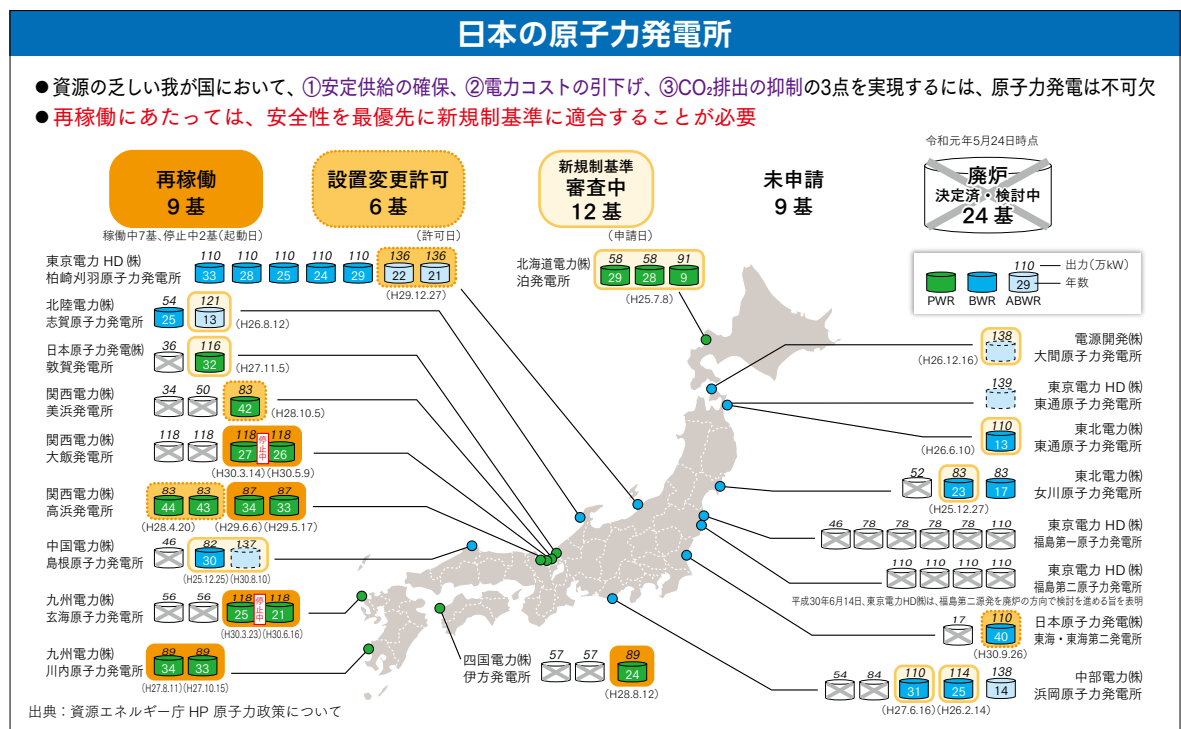 日本の原子力発電所
●資源の乏しい我が国において、①安定供給の確保、②電力コストの引下げ、③CO₂排出の抑制の3点を実現するには、原子力発電は不可欠
●再稼働にあたっては、安全性を最優先に新規制基準に適合することが必要
令和元年5月24日時点
再稼働
9基
稼働中7基、停止中2基(起動日)
設置変更許可
6基
(許可日)
新規制基準
審査中
12基
(申請日)
未申請
9基
廃炉
決定済・検討中
24基
110 出力(万kW)
29 年数
PWR BWR ABWR
東京電力HD㈱
柏崎刈羽原子力発電所
110 110 110 110 110 136 136
33 28 25 24 29 22 21
(H29.12.27)
北陸電力㈱
志賀原子力発電所
54 121
25 13
(H26.8.12)
日本原子力発電㈱
敦賀発電所
36 116
32
(H27.11.5)
関西電力㈱
美浜発電所
34 50 83
42
(H28.10.5)
関西電力㈱
大飯発電所
118 118 118 118
27 停止中 26
(H30.3.14) (H30.5.9)
関西電力㈱
高浜発電所
83 83 87 87
44 43 34 33
(H28.4.20) (H29.6.6) (H29.5.17)
中国電力㈱
島根原子力発電所
46 82 137
30
(H25.12.25) (H30.8.10)
九州電力㈱
玄海原子力発電所
56 56 118 118
25 停止中 21
(H30.3.23) (H30.6.16)
九州電力㈱
川内原子力発電所
89 89
34 33
(H27.8.11) (H27.10.15)
四国電力㈱
伊方発電所
57 57 89
24
(H28.8.12)
北海道電力㈱
泊発電所
58 58 91
29 28 9
(H25.7.8)
138
(H26.12.16)
電源開発㈱
大間原子力発電所
139
東京電力HD㈱
東通原子力発電所
110
13
(H26.6.10)
東北電力㈱
東通原子力発電所
52 83 83
23 17
(H25.12.27)
東北電力㈱
女川原子力発電所
46 78 78 78 78 110
東京電力HD㈱
福島第一原子力発電所
110 110 110 110
東京電力HD㈱
福島第二原子力発電所
平成30年6月14日、東京電力HD㈱は、福島第二原発を廃炉の方向で検討を進める旨を表明
17 110
40
(H30.9.26)
日本原子力発電㈱
東海・東海第二発電所
54 84 110 114 138
31 25 14
(H27.6.16) (H26.2.14)
中部電力㈱
浜岡原子力発電所
出典：資源エネルギー庁HP 原子力政策について